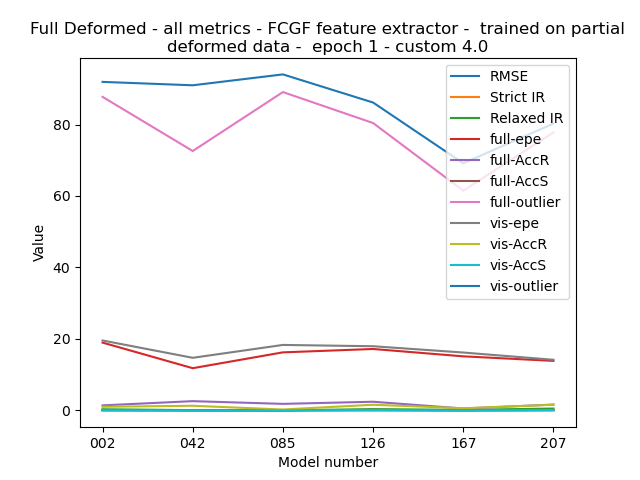 Full Deformed - all metrics - FCGF feature extractor -  trained on partial
deformed data -  epoch 1 - custom 4.0
RMSE
Strict IR
Relaxed IR
full-epe
full-AccR
full-AccS
full-outlier
vis-epe
vis-AccR
vis-AccS
vis-outlier
Value
80
60
40
20
0
002 042 085 126 167 207
Model number